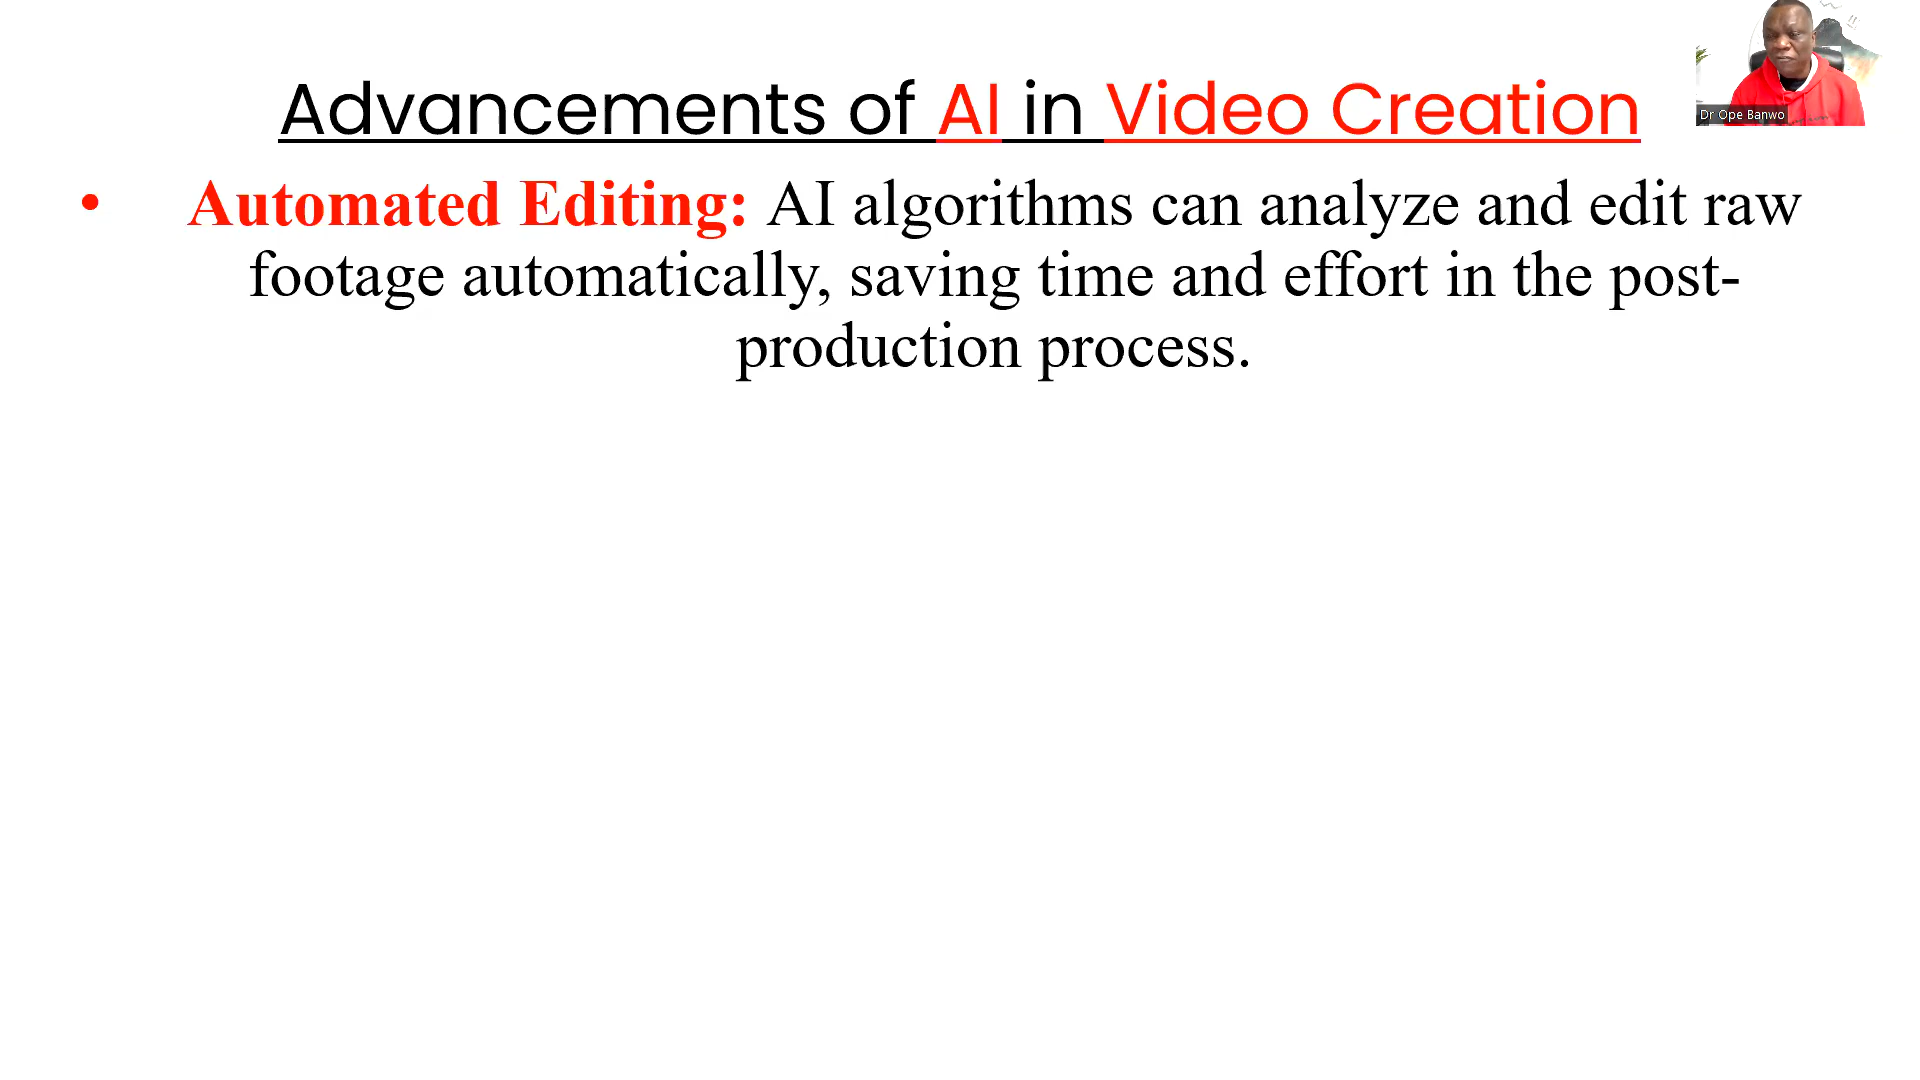 Advancements of AI in Video Creation
Dr Ope Banwo
• Automated Editing: AI algorithms can analyze and edit raw
footage automatically, saving time and effort in the post-
production process.